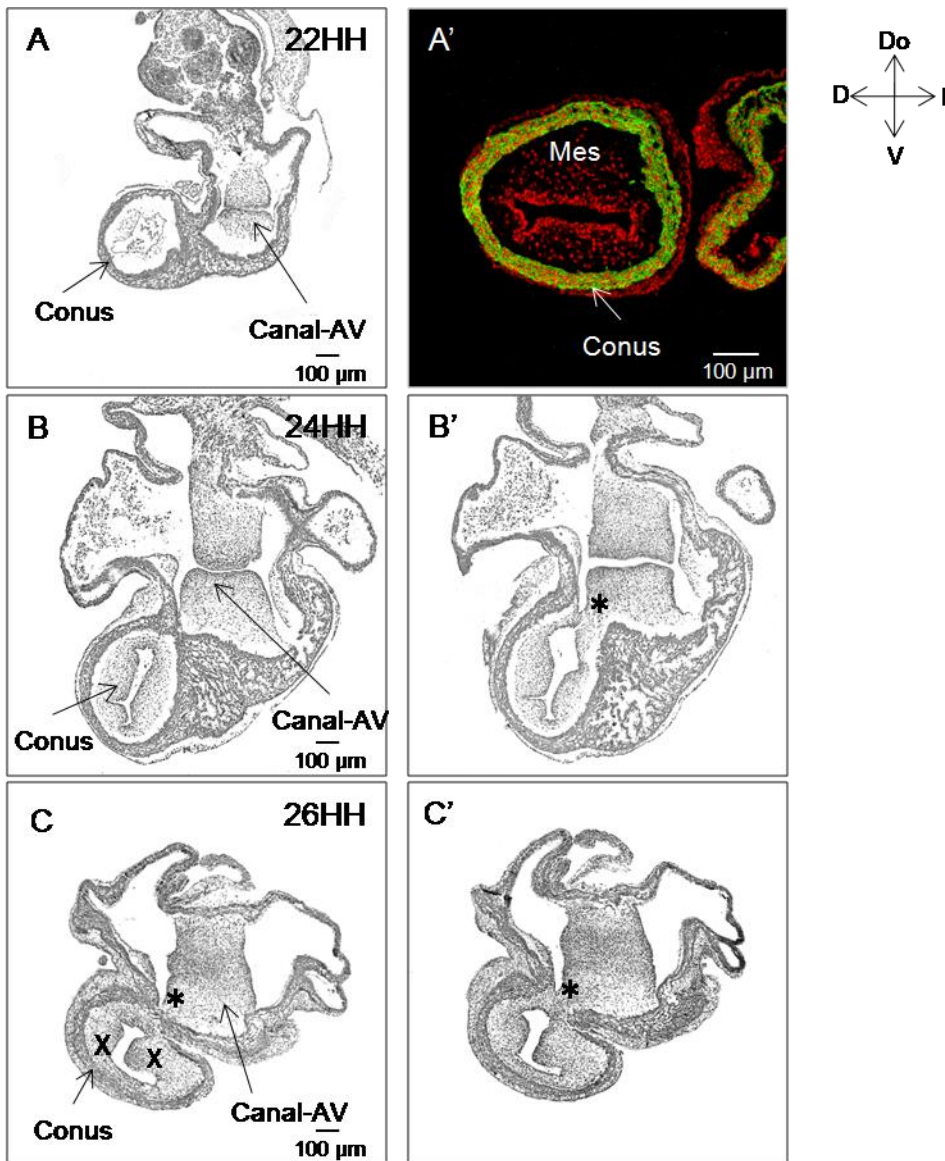 A 22HH
Conus
Canal-AV
100 µm
A'
Mes
Conus
100 µm
Do
D I
V
B 24HH
Conus
Canal-AV
100 µm
B'
*
C 26HH
*
X X
Conus
Canal-AV
100 µm
C'
*